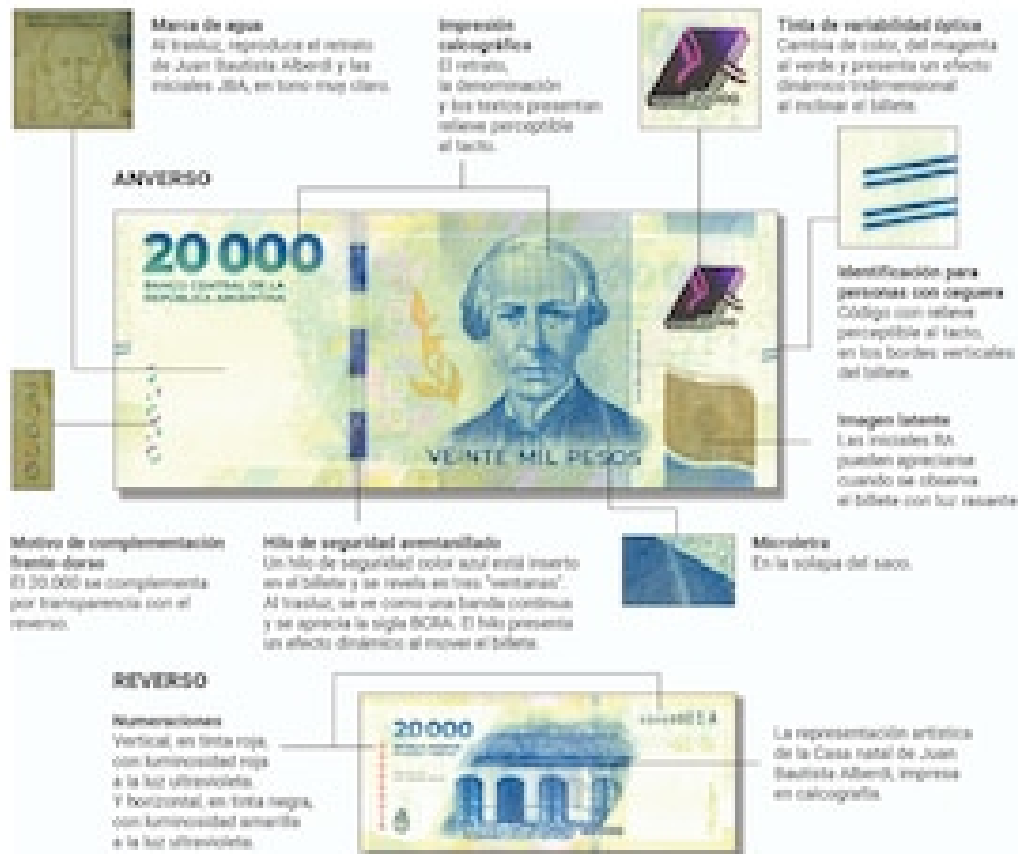 Marca de agua
Al trasluz, reproduce el retrato
de Juan Bautista Alberdi y las
iniciales JBA, en tono muy claro.
Impresión
calcográfica
El retrato,
la denominación
y los textos presentan
relieve perceptible
al tacto.
Tinta de variabilidad óptica
Cambia de color, del magenta
al verde y presenta un efecto
dinámico tridimensional
al inclinar el billete.
ANVERSO
20 000
BANCO CENTRAL DE LA
REPÚBLICA ARGENTINA
VEINTE MIL PESOS
Identificación para
personas con ceguera
Código con relieve
perceptible al tacto,
en los bordes verticales
del billete.
Imagen latente
Las iniciales RA
pueden apreciarse
cuando se observa
el billete con luz rasante
Motivo de complementación
frente-dorso
El 20.000 se complementa
por transparencia con el
reverso.
Hilo de seguridad aventanillado
Un hilo de seguridad color azul está inserto
en el billete y se revela en tres "ventanas".
Al trasluz, se ve como una banda continua
y se aprecia la sigla BCRA. El hilo presenta
un efecto dinámico al mover el billete.
Microletra
En la solapa del saco.
REVERSO
Numeraciones
Vertical, en tinta roja,
con luminosidad roja
a la luz ultravioleta.
Y horizontal, en tinta negra,
con luminosidad amarilla
a la luz ultravioleta.
20 000
La representación artística
de la Casa natal de Juan
Bautista Alberdi, impresa
en calcografía.